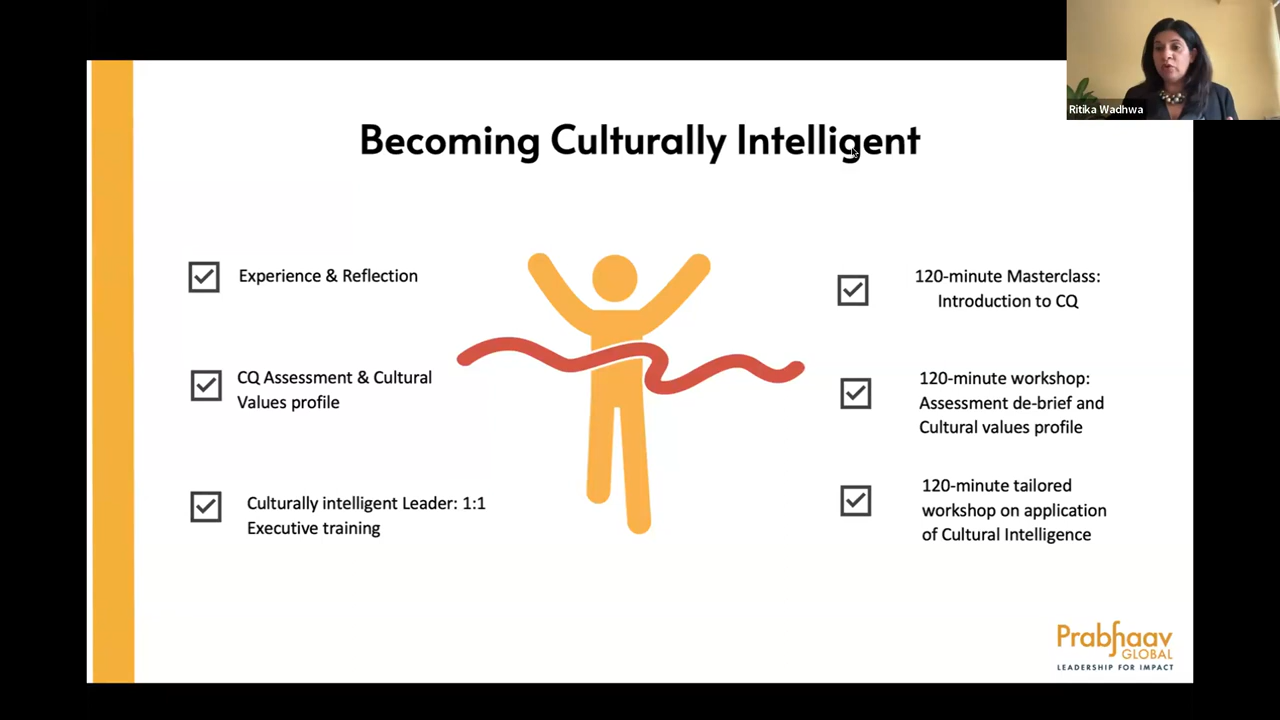 Ritika Wadhwa
Becoming Culturally Intelligent
Experience & Reflection
CQ Assessment & Cultural
Values profile
Culturally intelligent Leader: 1:1
Executive training
120-minute Masterclass:
Introduction to CQ
120-minute workshop:
Assessment de-brief and
Cultural values profile
120-minute tailored
workshop on application
of Cultural Intelligence
Prabhaav
GLOBAL
LEADERSHIP FOR IMPACT